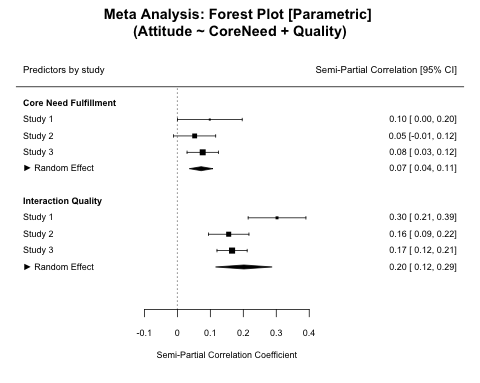 Meta Analysis: Forest Plot [Parametric]
(Attitude ~ CoreNeed + Quality)
Predictors by study Semi-Partial Correlation [95% CI]
Core Need Fulfillment
Study 1 0.10 [ 0.00, 0.20]
Study 2 0.05 [-0.01, 0.12]
Study 3 0.08 [ 0.03, 0.12]
► Random Effect 0.07 [ 0.04, 0.11]
Interaction Quality
Study 1 0.30 [ 0.21, 0.39]
Study 2 0.16 [ 0.09, 0.22]
Study 3 0.17 [ 0.12, 0.21]
► Random Effect 0.20 [ 0.12, 0.29]
-0.1 0 0.1 0.2 0.3 0.4
Semi-Partial Correlation Coefficient